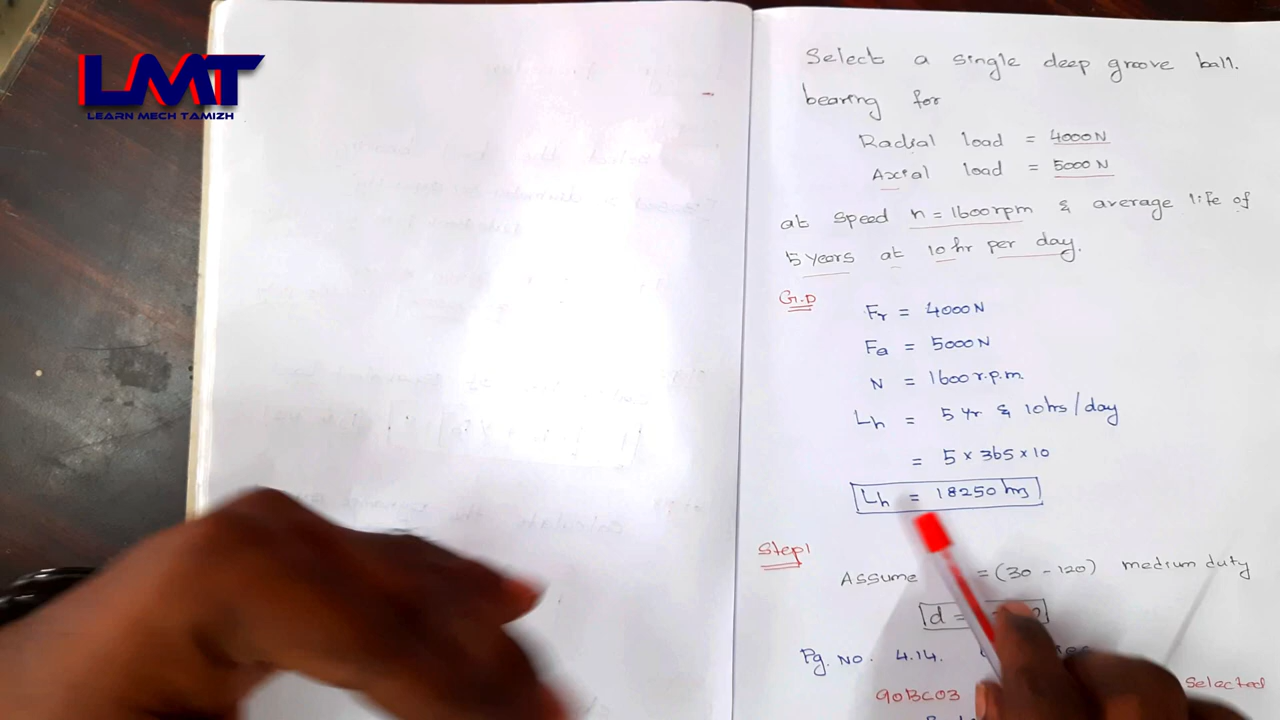 LMT
LEARN MECH TAMIZH
Select a single deep groove ball.
bearing for
Radial load = 4000N
Axial load = 5000N
at speed n = 1600rpm & average life of
5 years at 10hr per day.
G.D
Fr = 4000N
Fa = 5000N
N = 1600 r.p.m.
Lh = 5 yr & 10hrs/day
= 5 × 365 × 10
Lh = 18250 hrs
Step1
Assume = (30 - 120) medium duty
d =
Pg. No. 4.14.
90BC03 Selected